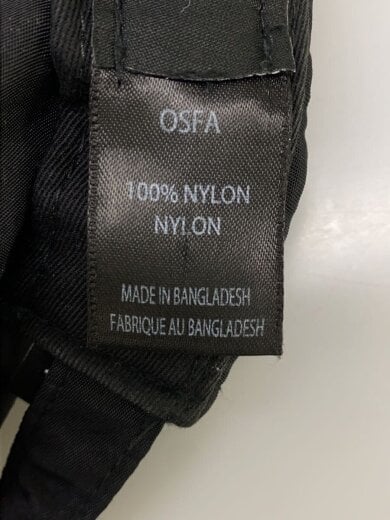 OSFA
100% NYLON
NYLON
MADE IN BANGLADESH
FABRIQUE AU BANGLADESH